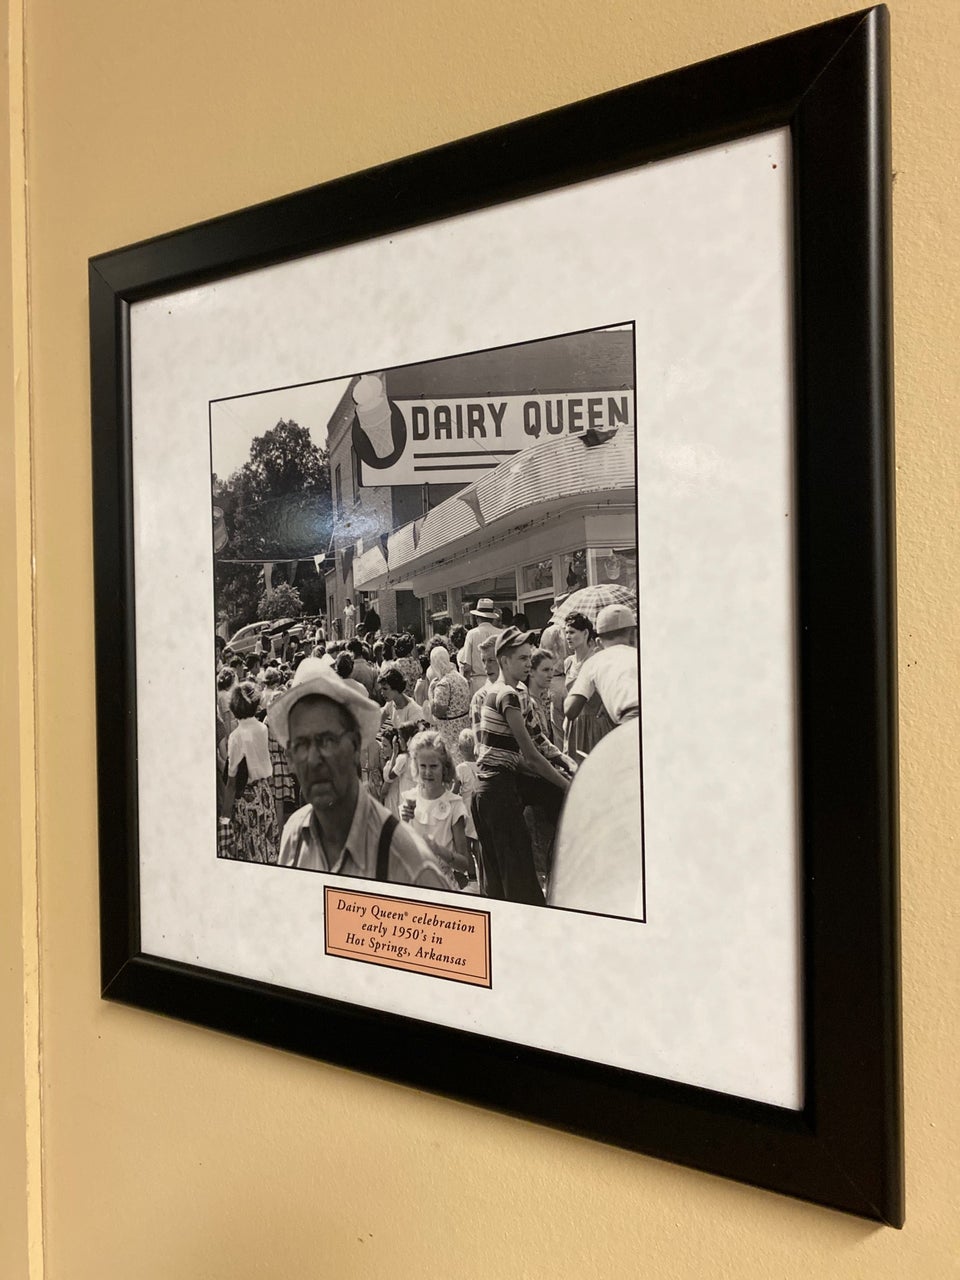 DAIRY QUEEN
Dairy Queen® celebration
early 1950's in
Hot Springs, Arkansas